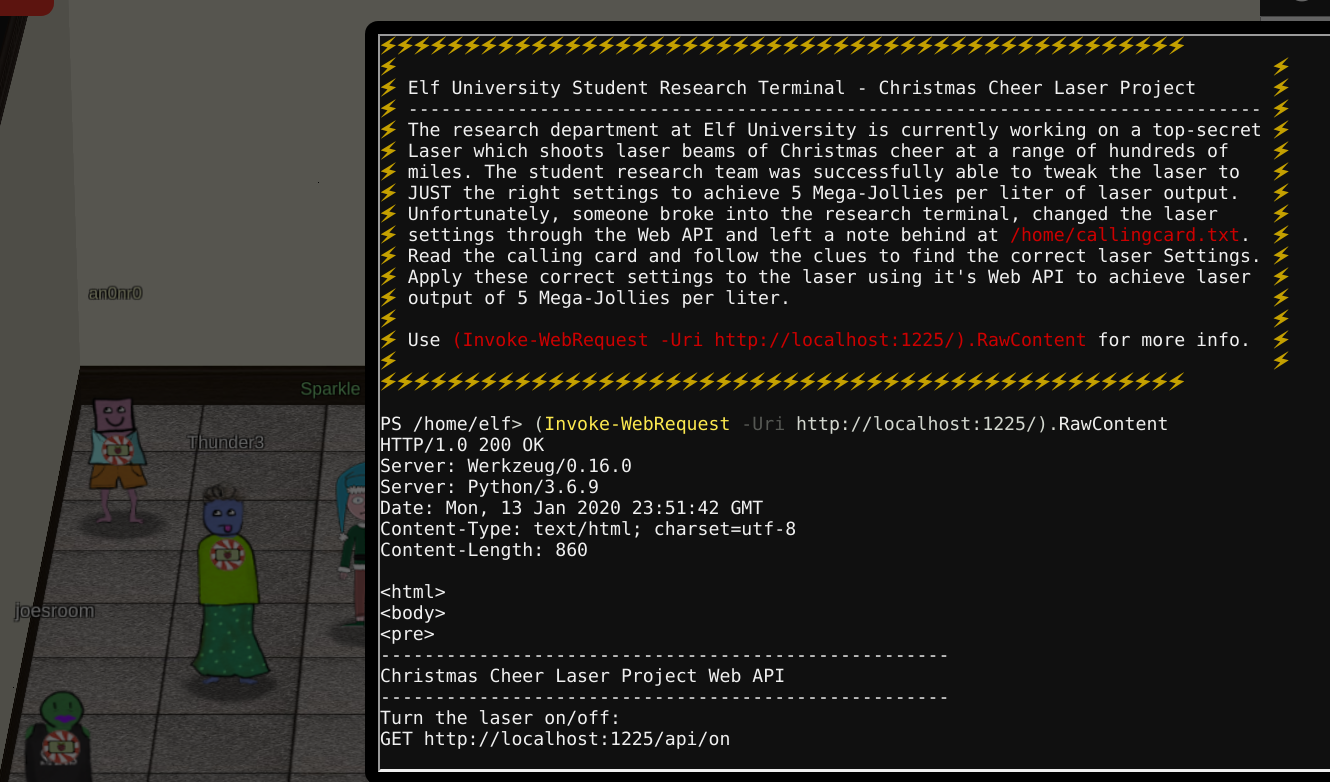 Elf University Student Research Terminal - Christmas Cheer Laser Project
------------------------------------------------------------------------------
The research department at Elf University is currently working on a top-secret
Laser which shoots laser beams of Christmas cheer at a range of hundreds of
miles. The student research team was successfully able to tweak the laser to
JUST the right settings to achieve 5 Mega-Jollies per liter of laser output.
Unfortunately, someone broke into the research terminal, changed the laser
settings through the Web API and left a note behind at /home/callingcard.txt.
Read the calling card and follow the clues to find the correct laser Settings.
Apply these correct settings to the laser using it's Web API to achieve laser
output of 5 Mega-Jollies per liter.
Use (Invoke-WebRequest -Uri http://localhost:1225/).RawContent for more info.
PS /home/elf> (Invoke-WebRequest -Uri http://localhost:1225/).RawContent
HTTP/1.0 200 OK
Server: Werkzeug/0.16.0
Server: Python/3.6.9
Date: Mon, 13 Jan 2020 23:51:42 GMT
Content-Type: text/html; charset=utf-8
Content-Length: 860
<html>
<body>
<pre>
----------------------------------------------------
Christmas Cheer Laser Project Web API
----------------------------------------------------
Turn the laser on/off:
GET http://localhost:1225/api/on
an0nr0
Sparkle
Thunder3
joesroom